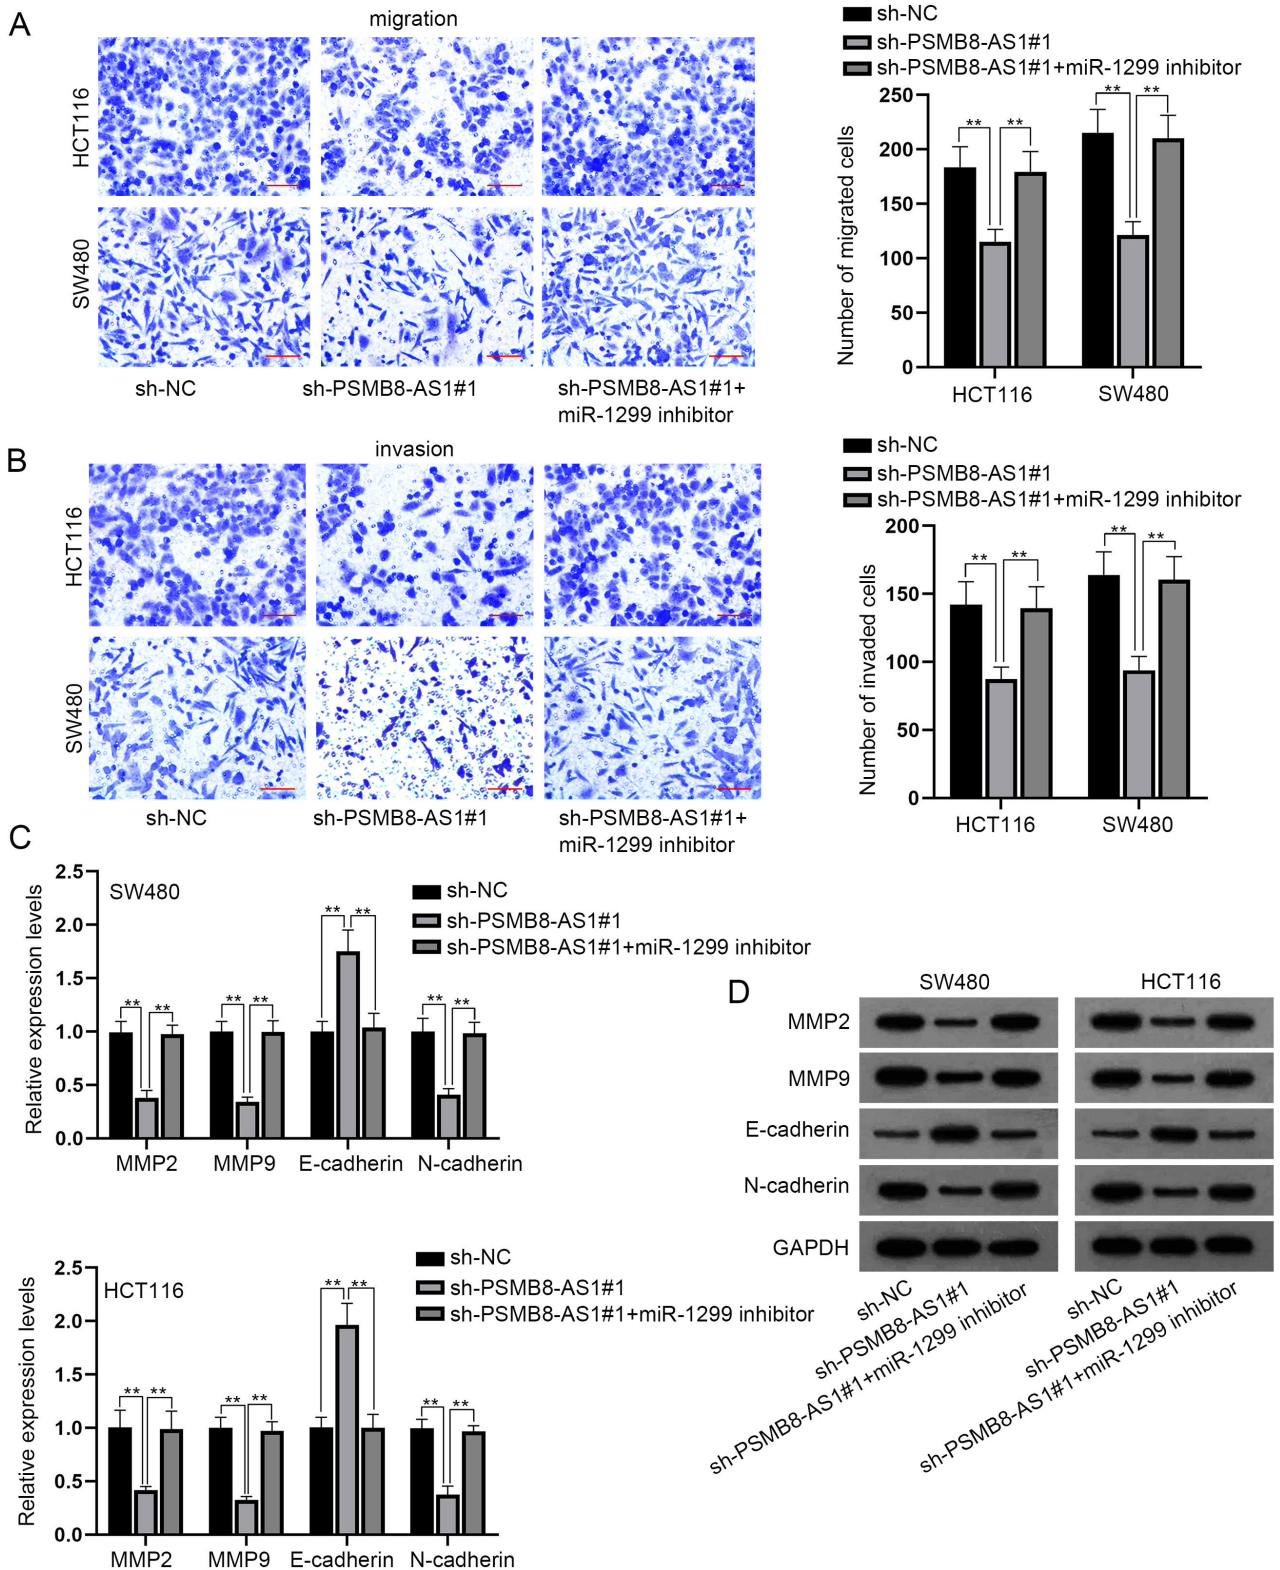 A
migration
HCT116
SW480
sh-NC
sh-PSMB8-AS1#1
sh-PSMB8-AS1#1+
miR-1299 inhibitor
sh-NC
sh-PSMB8-AS1#1
sh-PSMB8-AS1#1+miR-1299 inhibitor
Number of migrated cells
250
200
150
100
50
0
** ** ** **
HCT116 SW480
B
invasion
HCT116
SW480
sh-NC
sh-PSMB8-AS1#1
sh-PSMB8-AS1#1+
miR-1299 inhibitor
sh-NC
sh-PSMB8-AS1#1
sh-PSMB8-AS1#1+miR-1299 inhibitor
Number of invaded cells
200
150
100
50
0
** ** ** **
HCT116 SW480
C
SW480
sh-NC
sh-PSMB8-AS1#1
sh-PSMB8-AS1#1+miR-1299 inhibitor
Relative expression levels
2.5
2.0
1.5
1.0
0.5
0.0
** ** ** ** ** ** ** **
MMP2 MMP9 E-cadherin N-cadherin
HCT116
sh-NC
sh-PSMB8-AS1#1
sh-PSMB8-AS1#1+miR-1299 inhibitor
Relative expression levels
2.5
2.0
1.5
1.0
0.5
0.0
** ** ** ** ** ** ** **
MMP2 MMP9 E-cadherin N-cadherin
D
SW480 HCT116
MMP2
MMP9
E-cadherin
N-cadherin
GAPDH
sh-NC
sh-PSMB8-AS1#1
sh-PSMB8-AS1#1+miR-1299 inhibitor
sh-NC
sh-PSMB8-AS1#1
sh-PSMB8-AS1#1+miR-1299 inhibitor